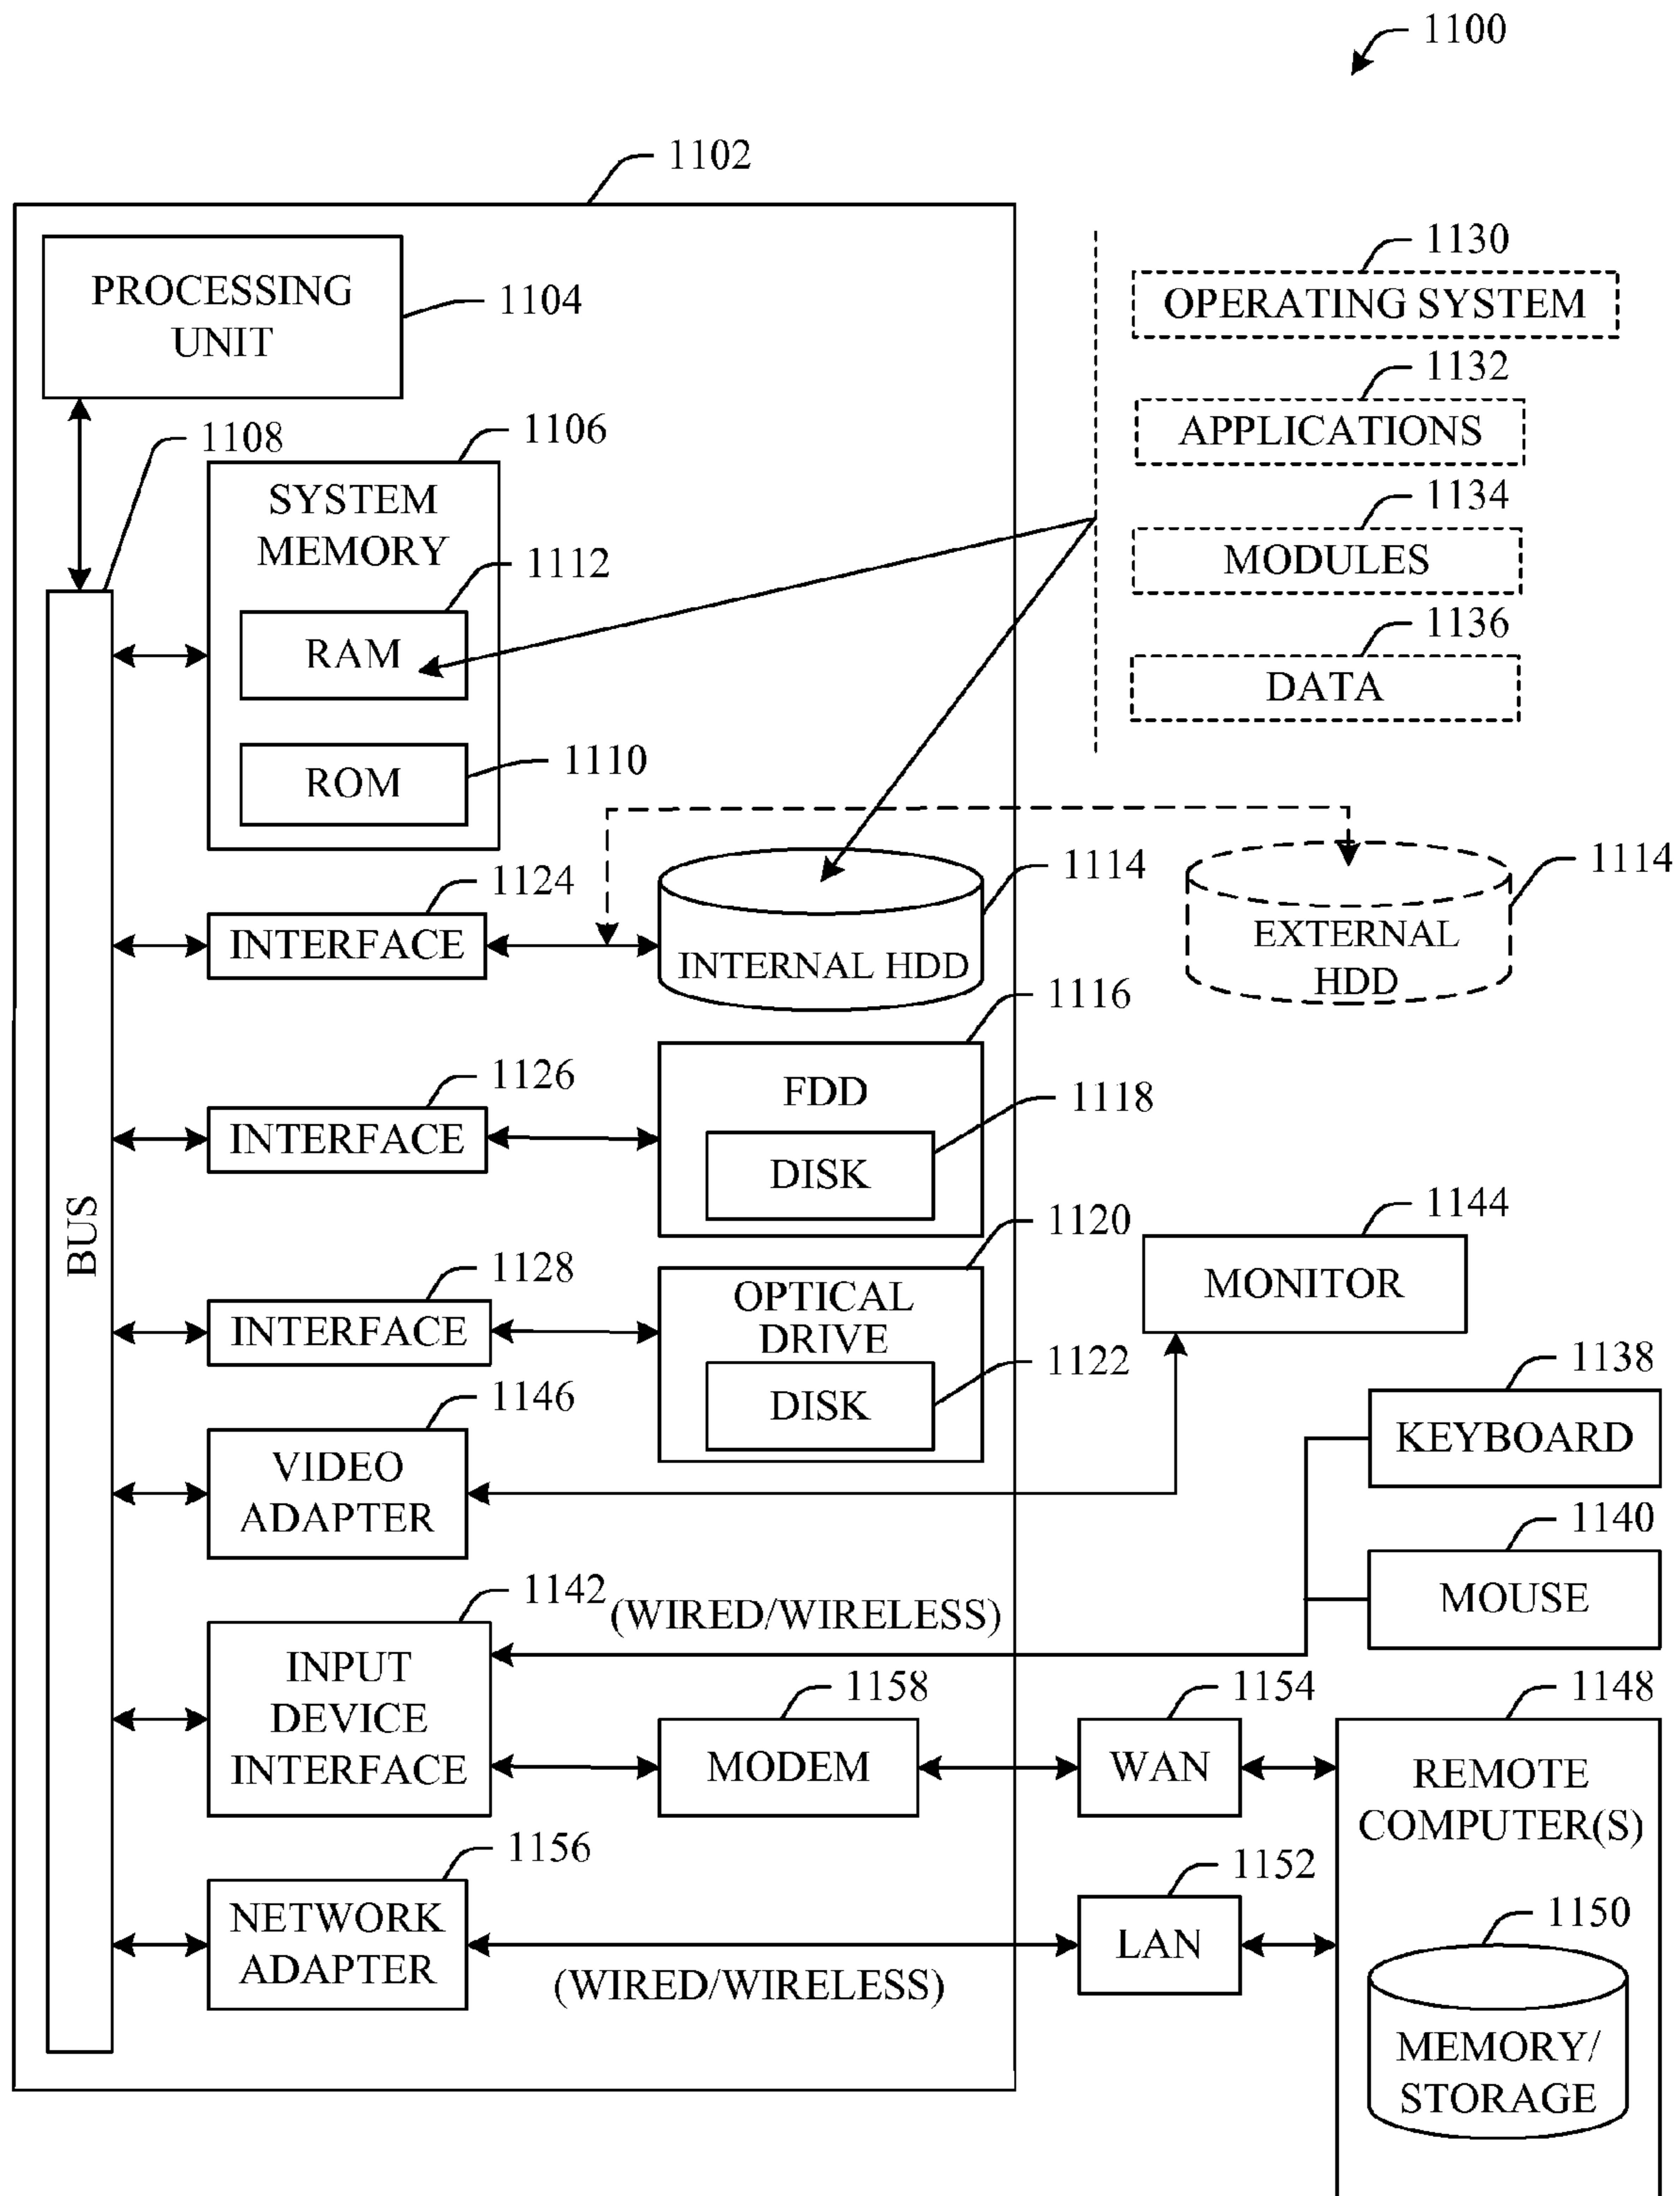 1100
1102
PROCESSING
UNIT
1104
1130
OPERATING SYSTEM
1132
APPLICATIONS
1134
MODULES
1136
DATA
1108
1106
SYSTEM
MEMORY
1112
RAM
1110
ROM
BUS
1124
INTERFACE
1114
INTERNAL HDD
1114
EXTERNAL
HDD
1126
INTERFACE
1116
FDD
1118
DISK
1128
INTERFACE
1120
OPTICAL
DRIVE
1122
DISK
1144
MONITOR
1146
VIDEO
ADAPTER
1138
KEYBOARD
1140
MOUSE
1142
(WIRED/WIRELESS)
INPUT
DEVICE
INTERFACE
1158
MODEM
1154
WAN
1148
REMOTE
COMPUTER(S)
1156
NETWORK
ADAPTER
(WIRED/WIRELESS)
1152
LAN
1150
MEMORY/
STORAGE